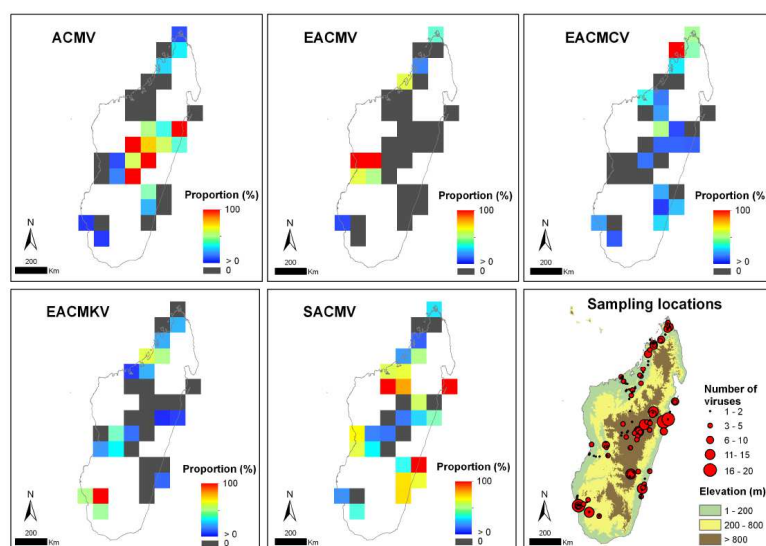 ACMV
Proportion (%)
100
> 0
0
N
200
Km
EACMV
Proportion (%)
100
> 0
0
N
200
Km
EACMCV
Proportion (%)
100
> 0
0
N
200
Km
EACMKV
Proportion (%)
100
> 0
0
N
200
Km
SACMV
Proportion (%)
100
> 0
0
N
200
Km
Sampling locations
Number of
viruses
1 - 2
3 - 5
6 - 10
11- 15
16 - 20
Elevation (m)
1 - 200
200 - 800
> 800
N
200
Km